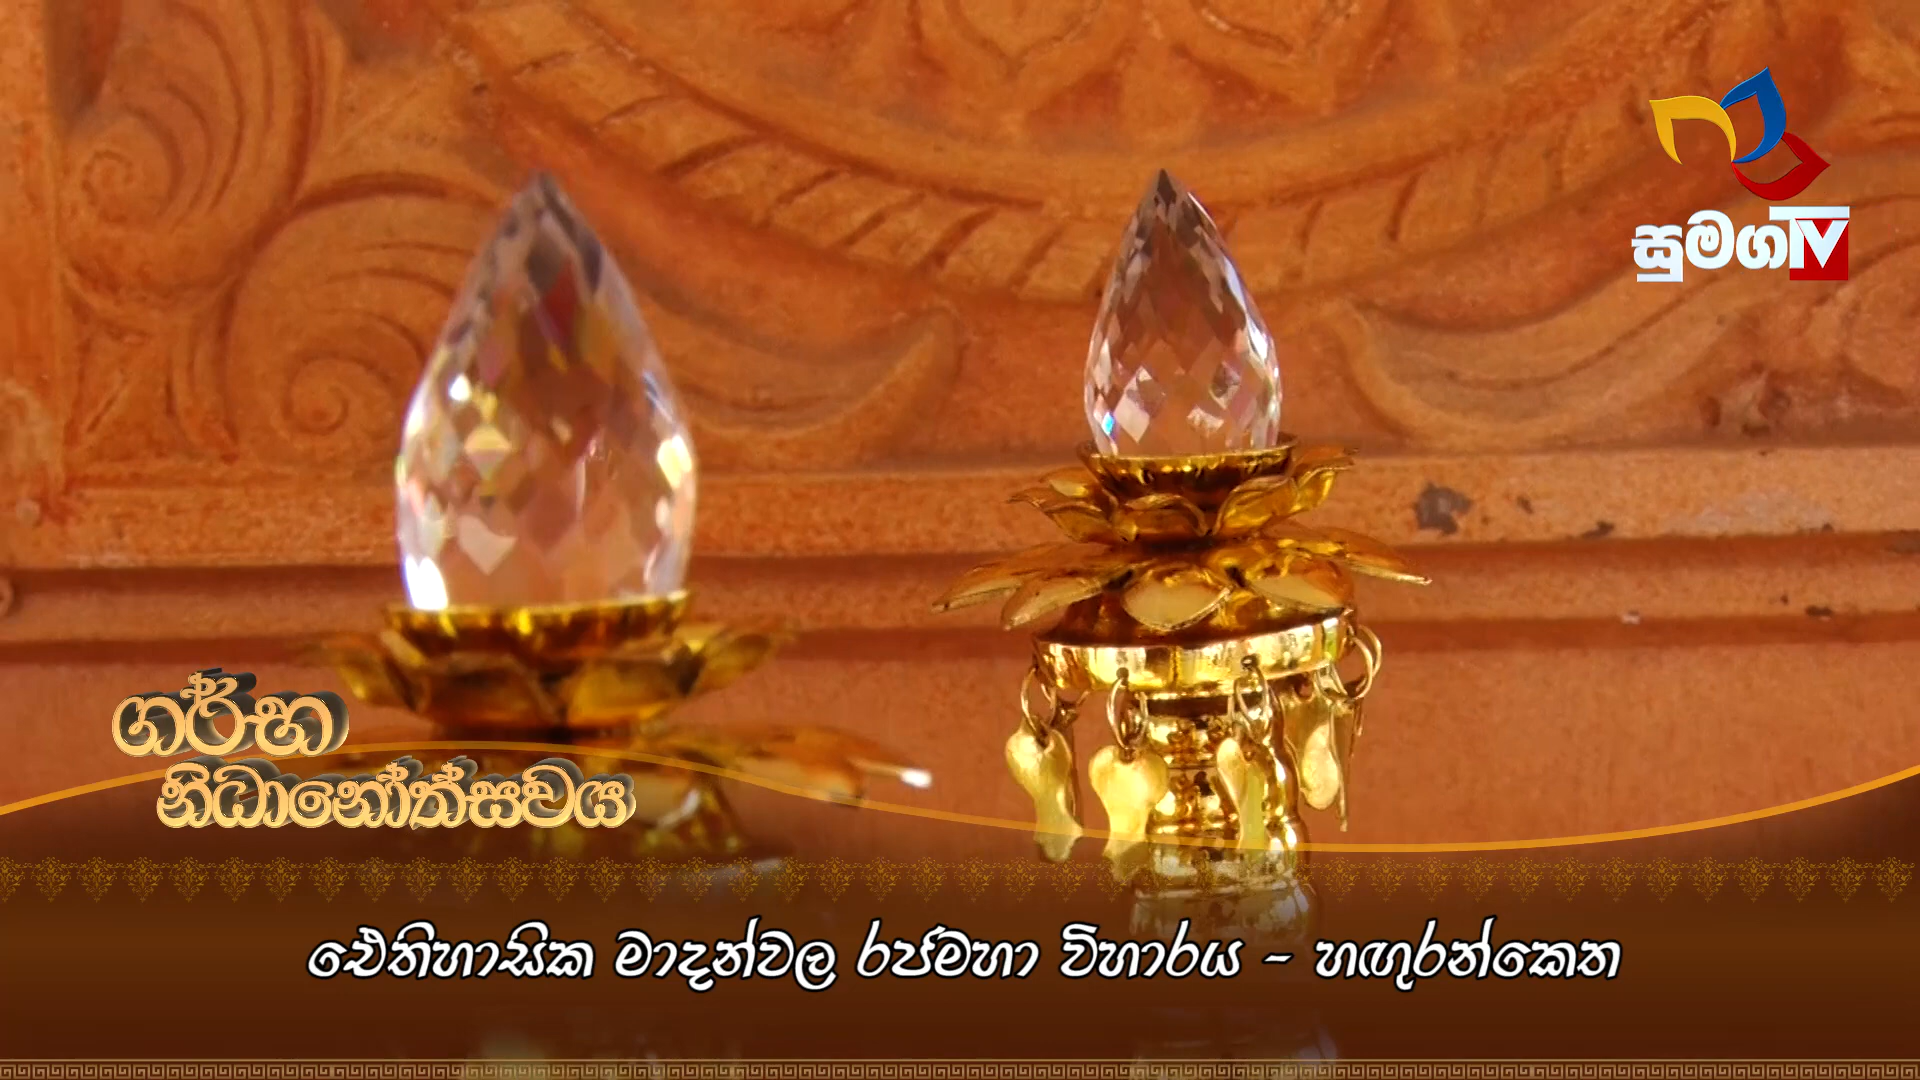 සුමග TV
ගර්භ
නිධානෝත්සවය
ඓතිහාසික මාදන්වල රජමහා විහාරය - හඟුරන්කෙත